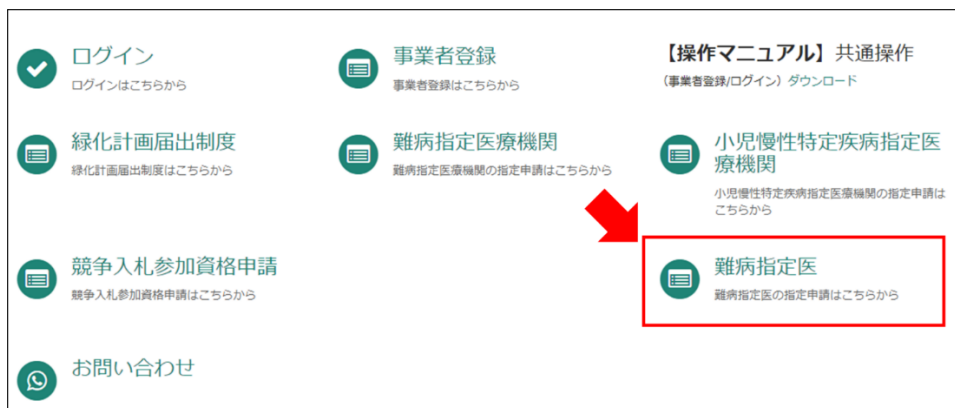 ログイン
ログインはこちらから
事業者登録
事業者登録はこちらから
【操作マニュアル】共通操作
（事業者登録/ログイン）ダウンロード
緑化計画届出制度
緑化計画届出制度はこちらから
難病指定医療機関
難病指定医療機関の指定申請はこちらから
小児慢性特定疾病指定医
療機関
小児慢性特定疾病指定医療機関の指定申請は
こちらから
競争入札参加資格申請
競争入札参加資格申請はこちらから
難病指定医
難病指定医の指定申請はこちらから
お問い合わせ